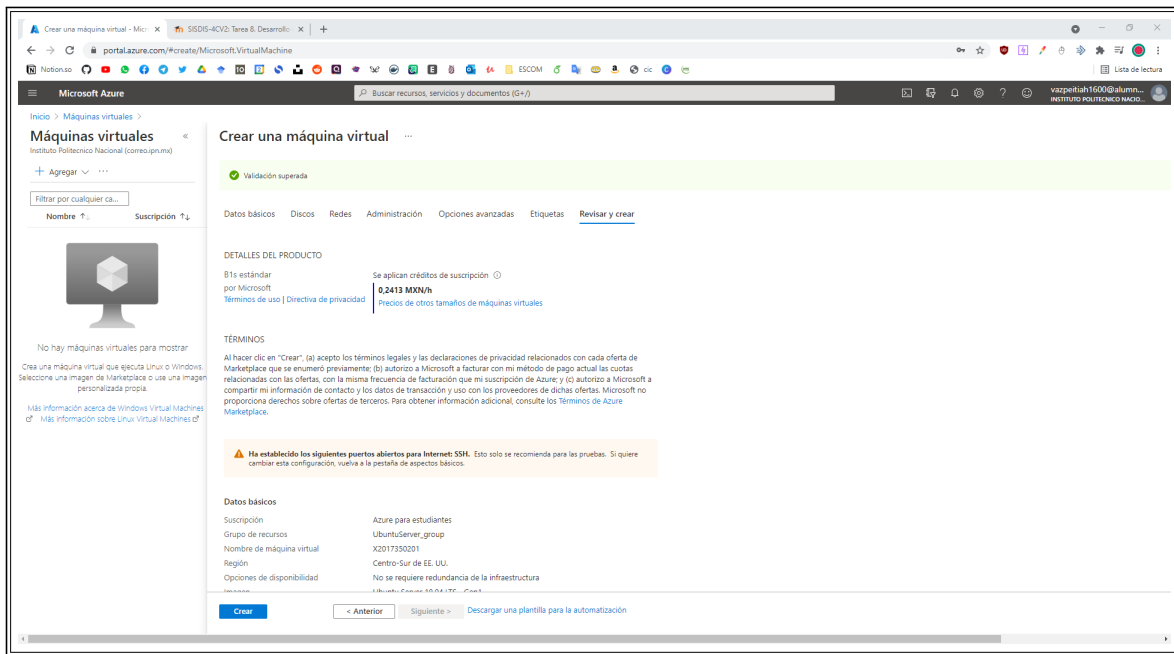 Crear una máquina virtual - Micr
SISDIS-4CV2: Tarea 8. Desarrollo
portal.azure.com/#create/Microsoft.VirtualMachine
Notion.so
ESCOM
cic
Lista de lectura
Microsoft Azure
Buscar recursos, servicios y documentos (G+/)
vazpeitiah1600@alumn...
INSTITUTO POLITECNICO NACIO...
Inicio > Máquinas virtuales >
Máquinas virtuales «
Instituto Politecnico Nacional (correo.ipn.mx)
+ Agregar ...
Filtrar por cualquier ca...
Nombre ↑↓ Suscripción ↑↓
No hay máquinas virtuales para mostrar
Crea una máquina virtual que ejecuta Linux o Windows.
Seleccione una imagen de Marketplace o use una imagen
personalizada propia.
Más información acerca de Windows Virtual Machines
Más información sobre Linux Virtual Machines
Crear una máquina virtual ...
Validación superada
Datos básicos Discos Redes Administración Opciones avanzadas Etiquetas Revisar y crear
DETALLES DEL PRODUCTO
B1s estándar
por Microsoft
Términos de uso | Directiva de privacidad
Se aplican créditos de suscripción
0,2413 MXN/h
Precios de otros tamaños de máquinas virtuales
TÉRMINOS
Al hacer clic en "Crear", (a) acepto los términos legales y las declaraciones de privacidad relacionados con cada oferta de
Marketplace que se enumeró previamente; (b) autorizo a Microsoft a facturar con mi método de pago actual las cuotas
relacionadas con las ofertas, con la misma frecuencia de facturación que mi suscripción de Azure; y (c) autorizo a Microsoft a
compartir mi información de contacto y los datos de transacción y uso con los proveedores de dichas ofertas. Microsoft no
proporciona derechos sobre ofertas de terceros. Para obtener información adicional, consulte los Términos de Azure
Marketplace.
Ha establecido los siguientes puertos abiertos para Internet: SSH. Esto solo se recomienda para las pruebas. Si quiere
cambiar esta configuración, vuelva a la pestaña de aspectos básicos.
Datos básicos
Suscripción Azure para estudiantes
Grupo de recursos UbuntuServer_group
Nombre de máquina virtual X2017350201
Región Centro-Sur de EE. UU.
Opciones de disponibilidad No se requiere redundancia de la infraestructura
Crear
< Anterior
Siguiente >
Descargar una plantilla para la automatización